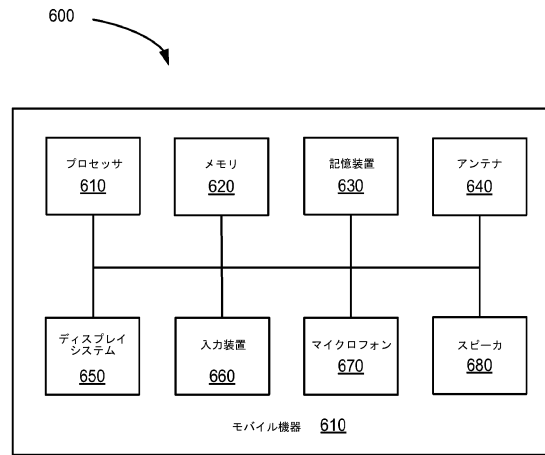 600
プロセッサ
610
メモリ
620
記憶装置
630
アンテナ
640
ディスプレイ
システム
650
入力装置
660
マイクロフォン
670
スピーカ
680
モバイル機器 610